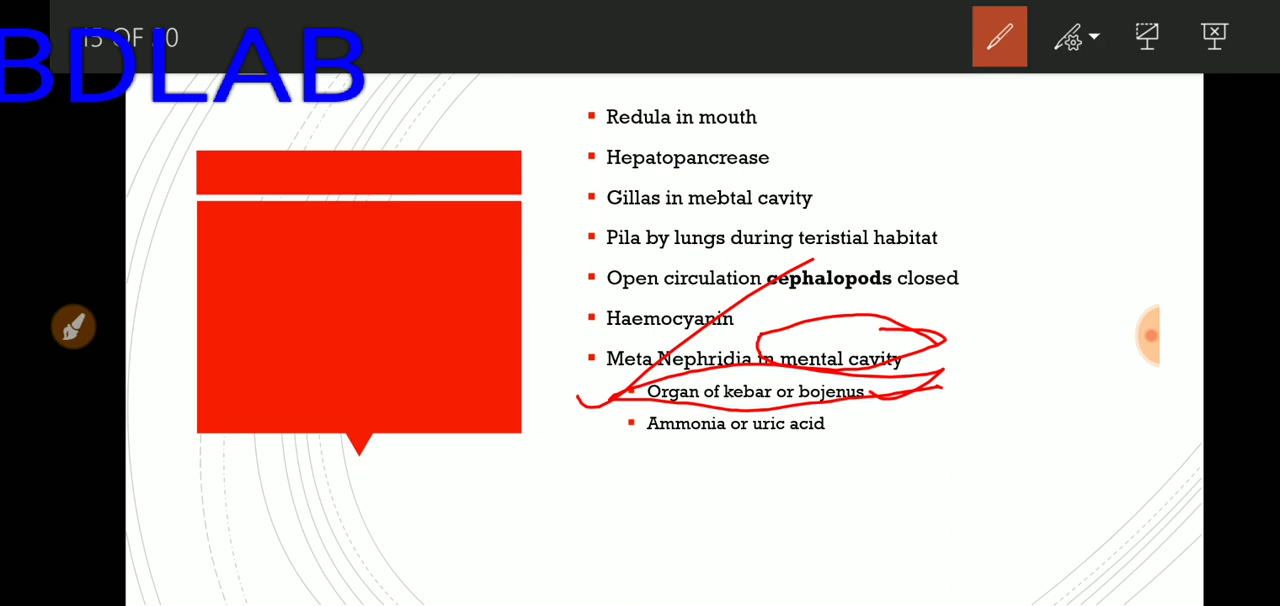 15 OF 20
BDLAB
Redula in mouth
Hepatopancrease
Gillas in mebtal cavity
Pila by lungs during teristial habitat
Open circulation cephalopods closed
Haemocyanin
Meta Nephridia in mental cavity
Organ of kebar or bojenus
Ammonia or uric acid